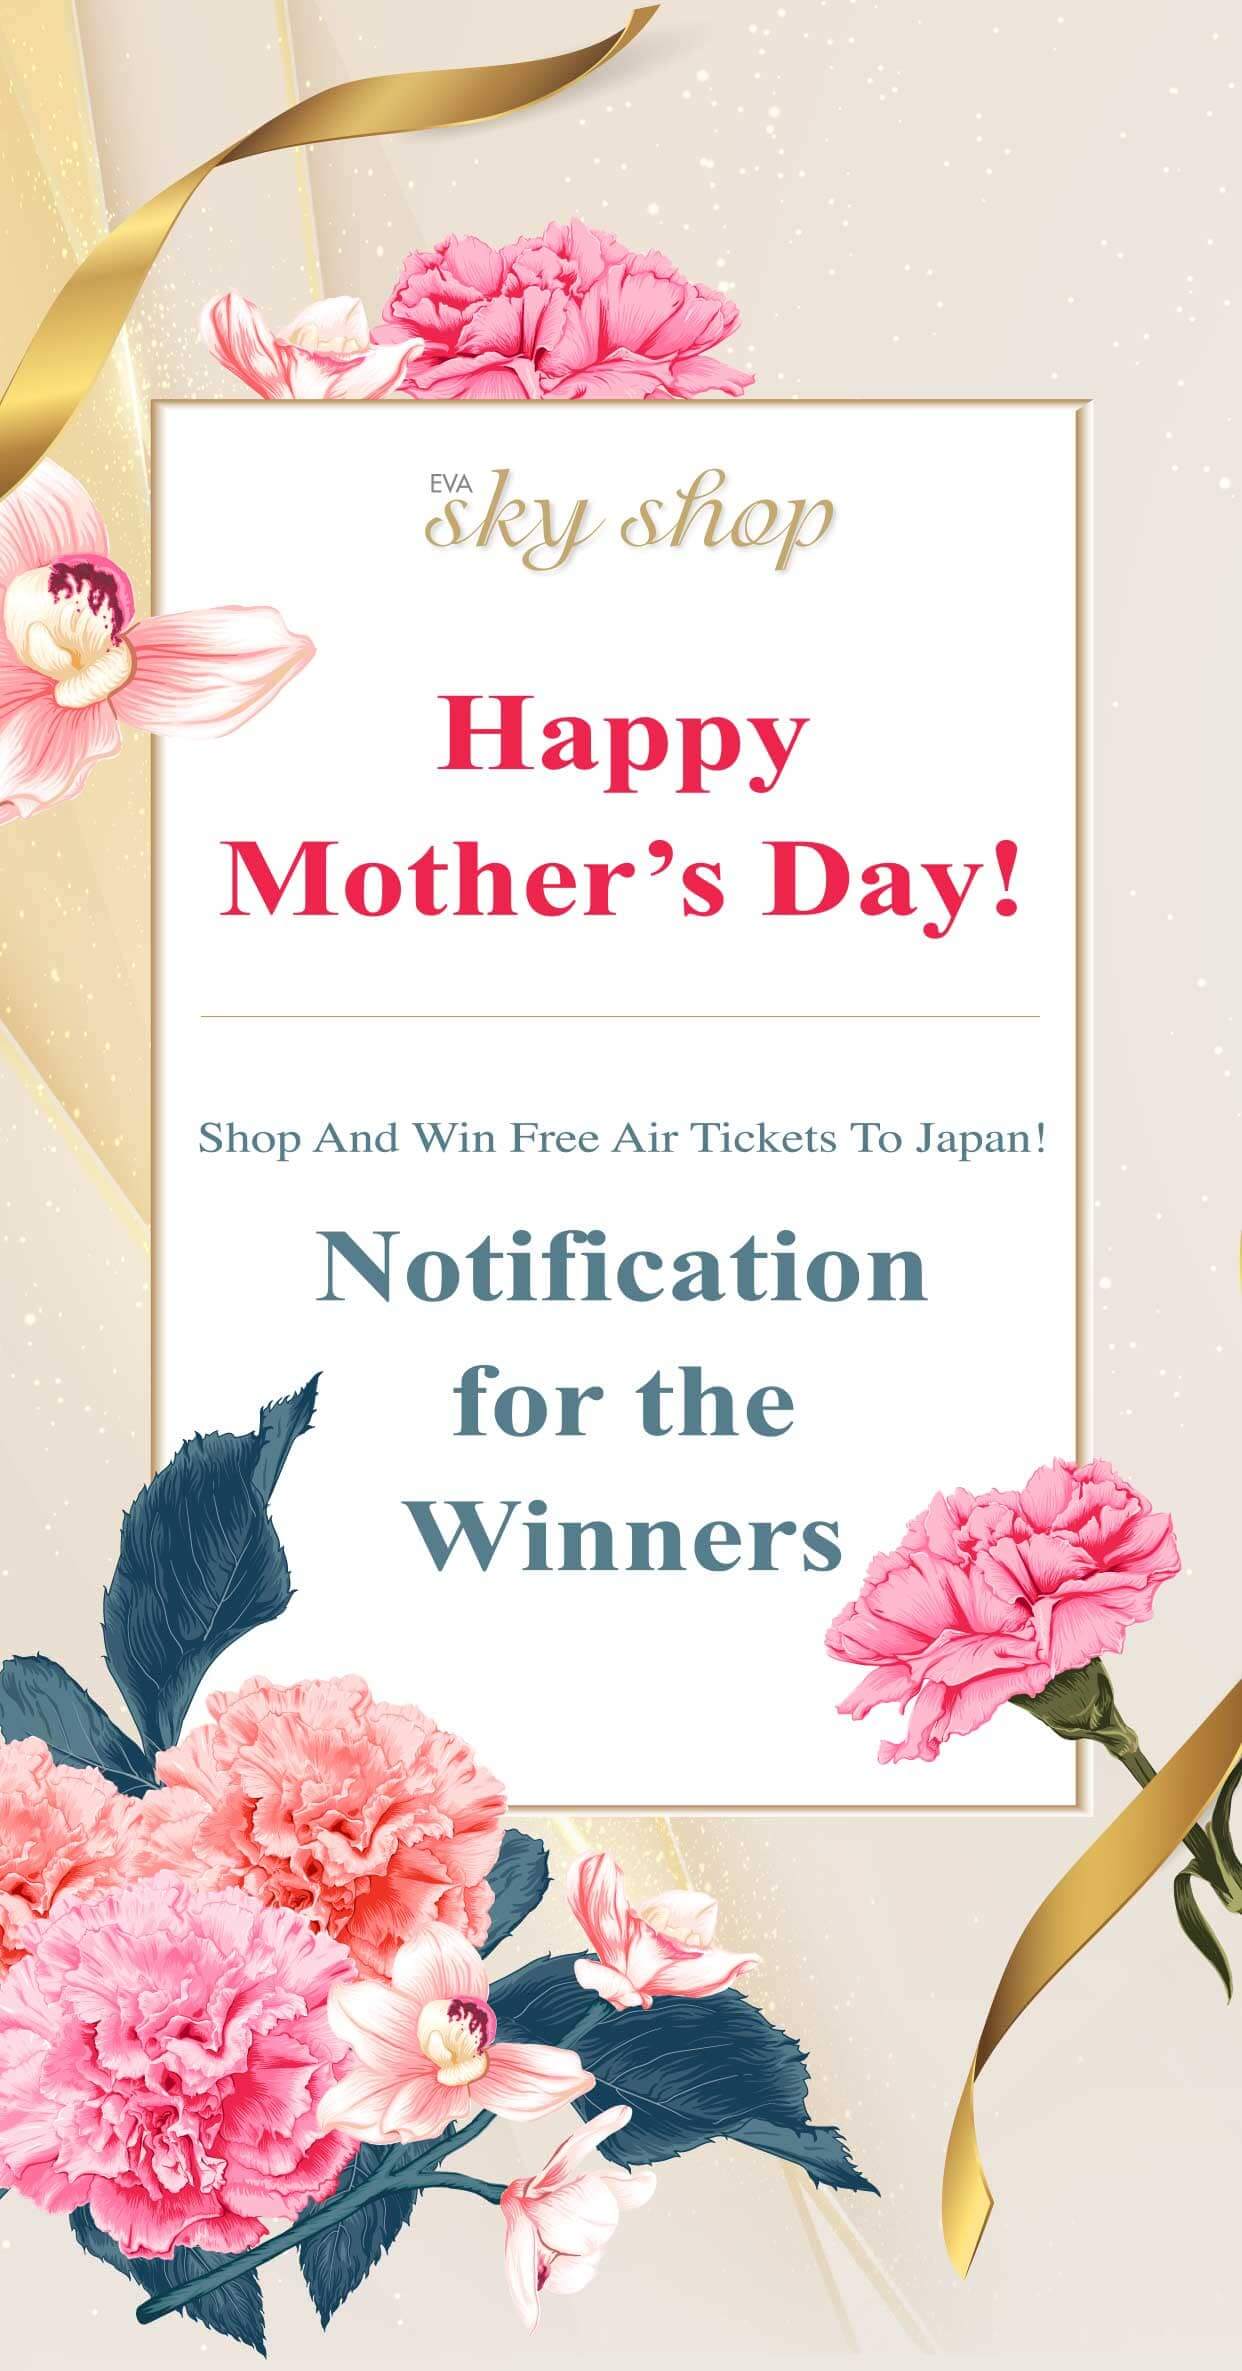 EVA
sky shop
Happy
Mother’s Day!
Shop And Win Free Air Tickets To Japan!
Notification
for the
Winners